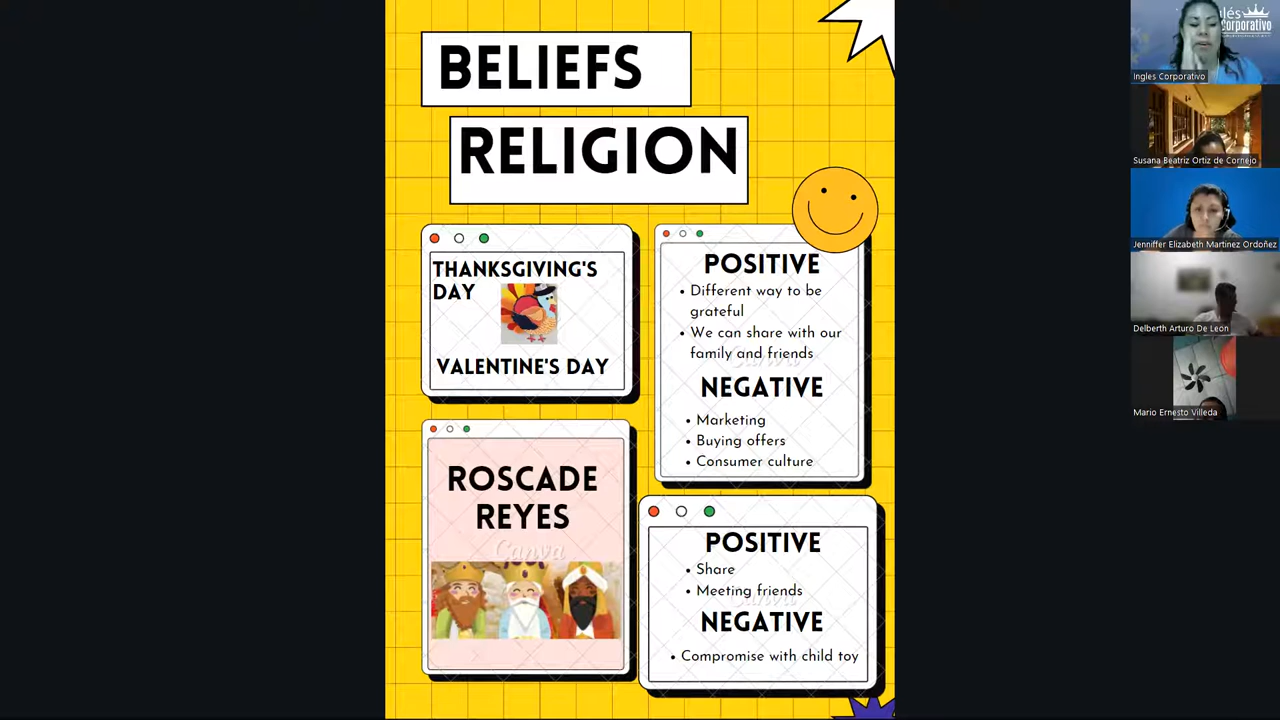 BELIEFS
RELIGION
THANKSGIVING'S
DAY
VALENTINE'S DAY
POSITIVE
• Different way to be
grateful
• We can share with our
family and friends
NEGATIVE
• Marketing
• Buying offers
• Consumer culture
ROSCADE
REYES
Canva
POSITIVE
• Share
• Meeting friends
NEGATIVE
• Compromise with child toy
Ingles Corporativo
Susana Beatriz Ortiz de Cornejo
Jenniffer Elizabeth Martinez Ordoñez
Delberth Arturo De Leon
Mario Ernesto Villeda